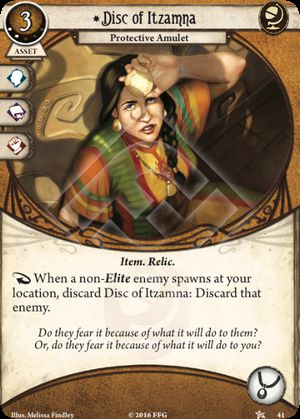 3
Disc of Itzamna
Protective Amulet
ASSET
Item. Relic.
When a non-Elite enemy spawns at your
location, discard Disc of Itzamna: Discard that
enemy.
Do they fear it because of what it will do to them?
Or, do they fear it because of what it will do to you?
Illus. Melissa Findley
© 2016 FFG
41